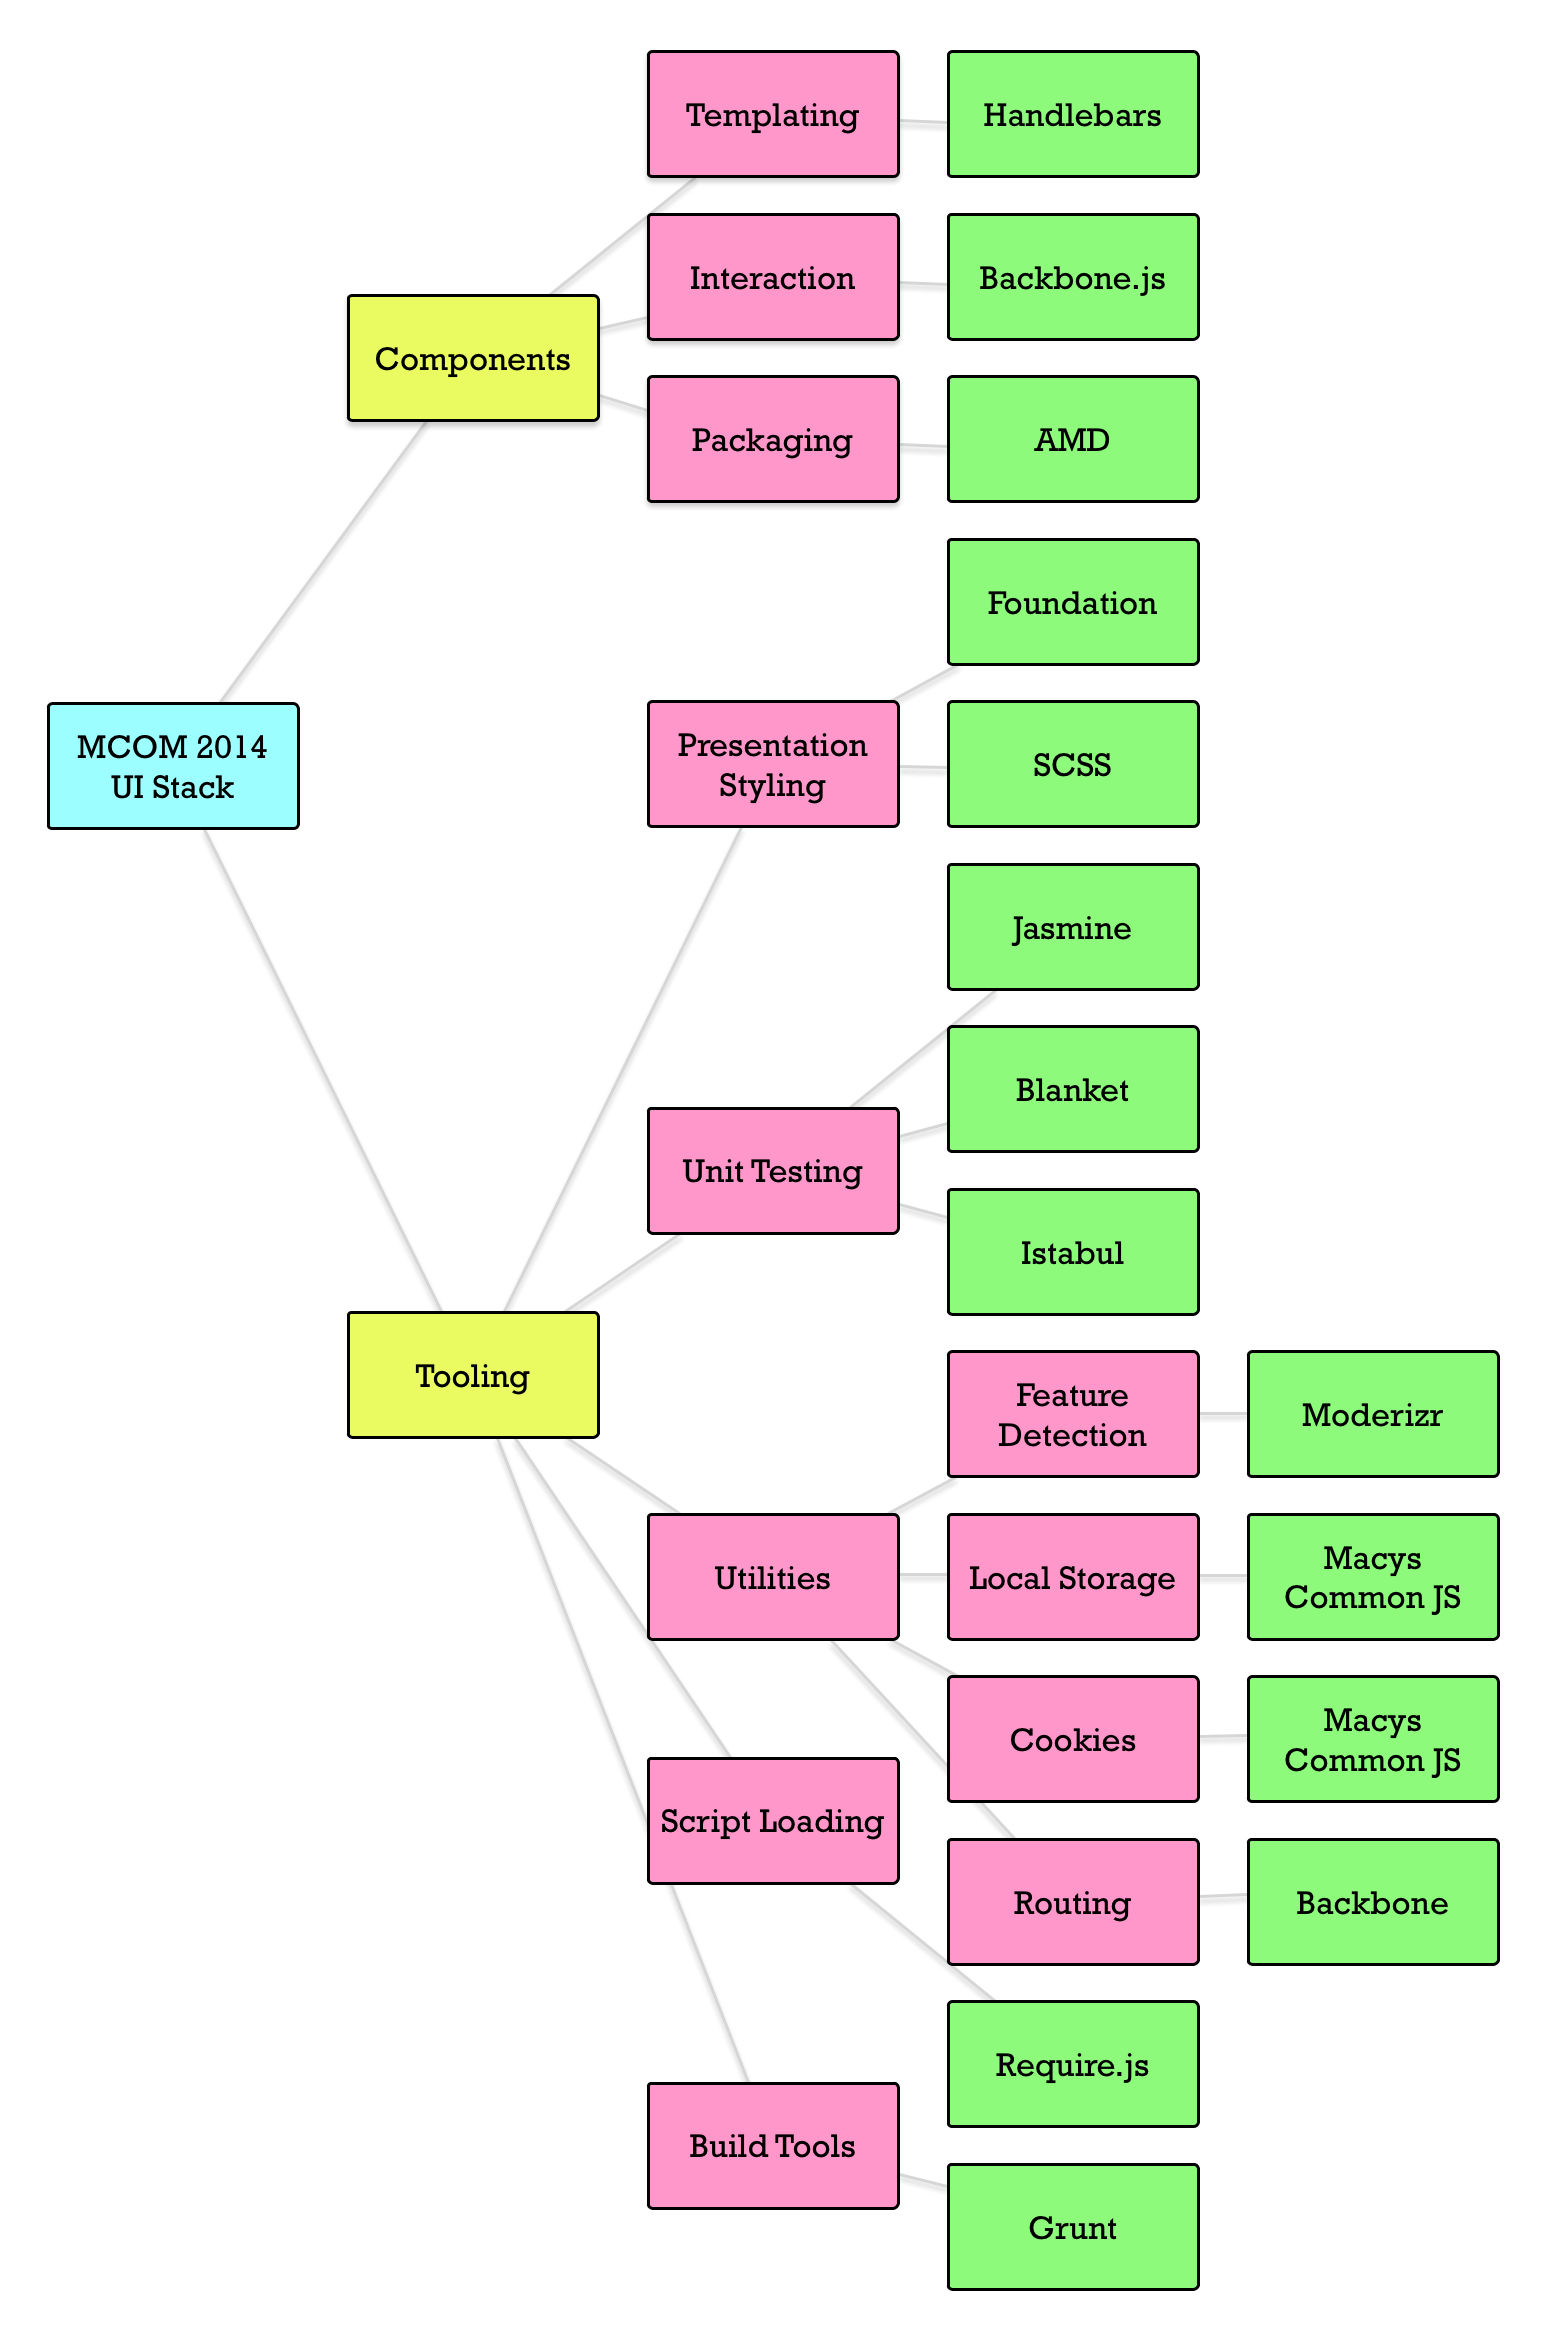 Templating
Handlebars
Interaction
Backbone.js
Components
Packaging
AMD
Foundation
MCOM 2014
UI Stack
Presentation
Styling
SCSS
Jasmine
Blanket
Unit Testing
Istabul
Tooling
Feature
Detection
Moderizr
Utilities
Local Storage
Macys
Common JS
Cookies
Macys
Common JS
Script Loading
Routing
Backbone
Require.js
Build Tools
Grunt